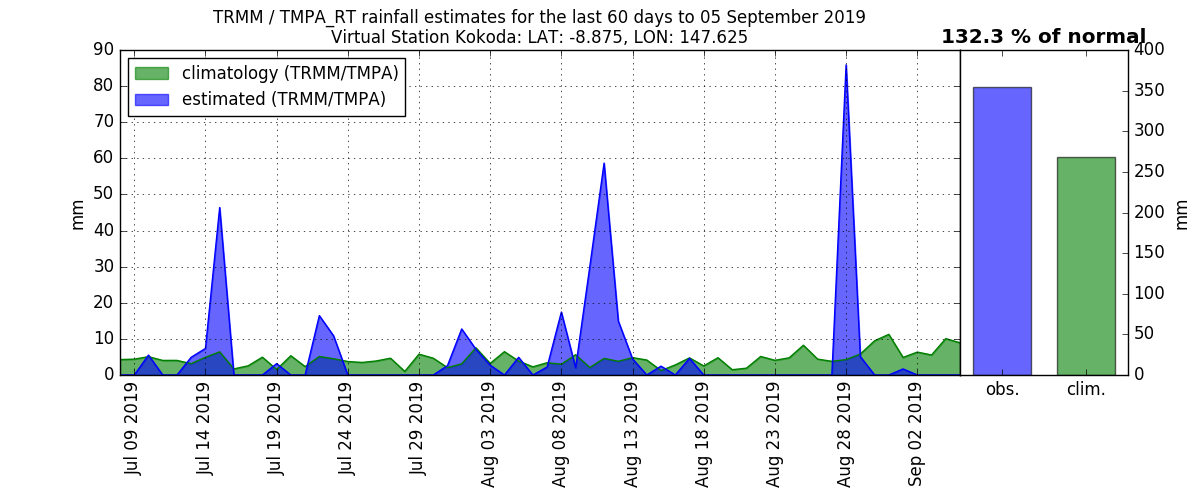 TRMM / TMPA_RT rainfall estimates for the last 60 days to 05 September 2019
Virtual Station Kokoda: LAT: -8.875, LON: 147.625
132.3 % of normal
climatology (TRMM/TMPA)
estimated (TRMM/TMPA)
90
80
70
60
50
40
30
20
10
0
mm
400
350
300
250
200
150
100
50
0
mm
Jul 09 2019
Jul 14 2019
Jul 19 2019
Jul 24 2019
Jul 29 2019
Aug 03 2019
Aug 08 2019
Aug 13 2019
Aug 18 2019
Aug 23 2019
Aug 28 2019
Sep 02 2019
obs.
clim.